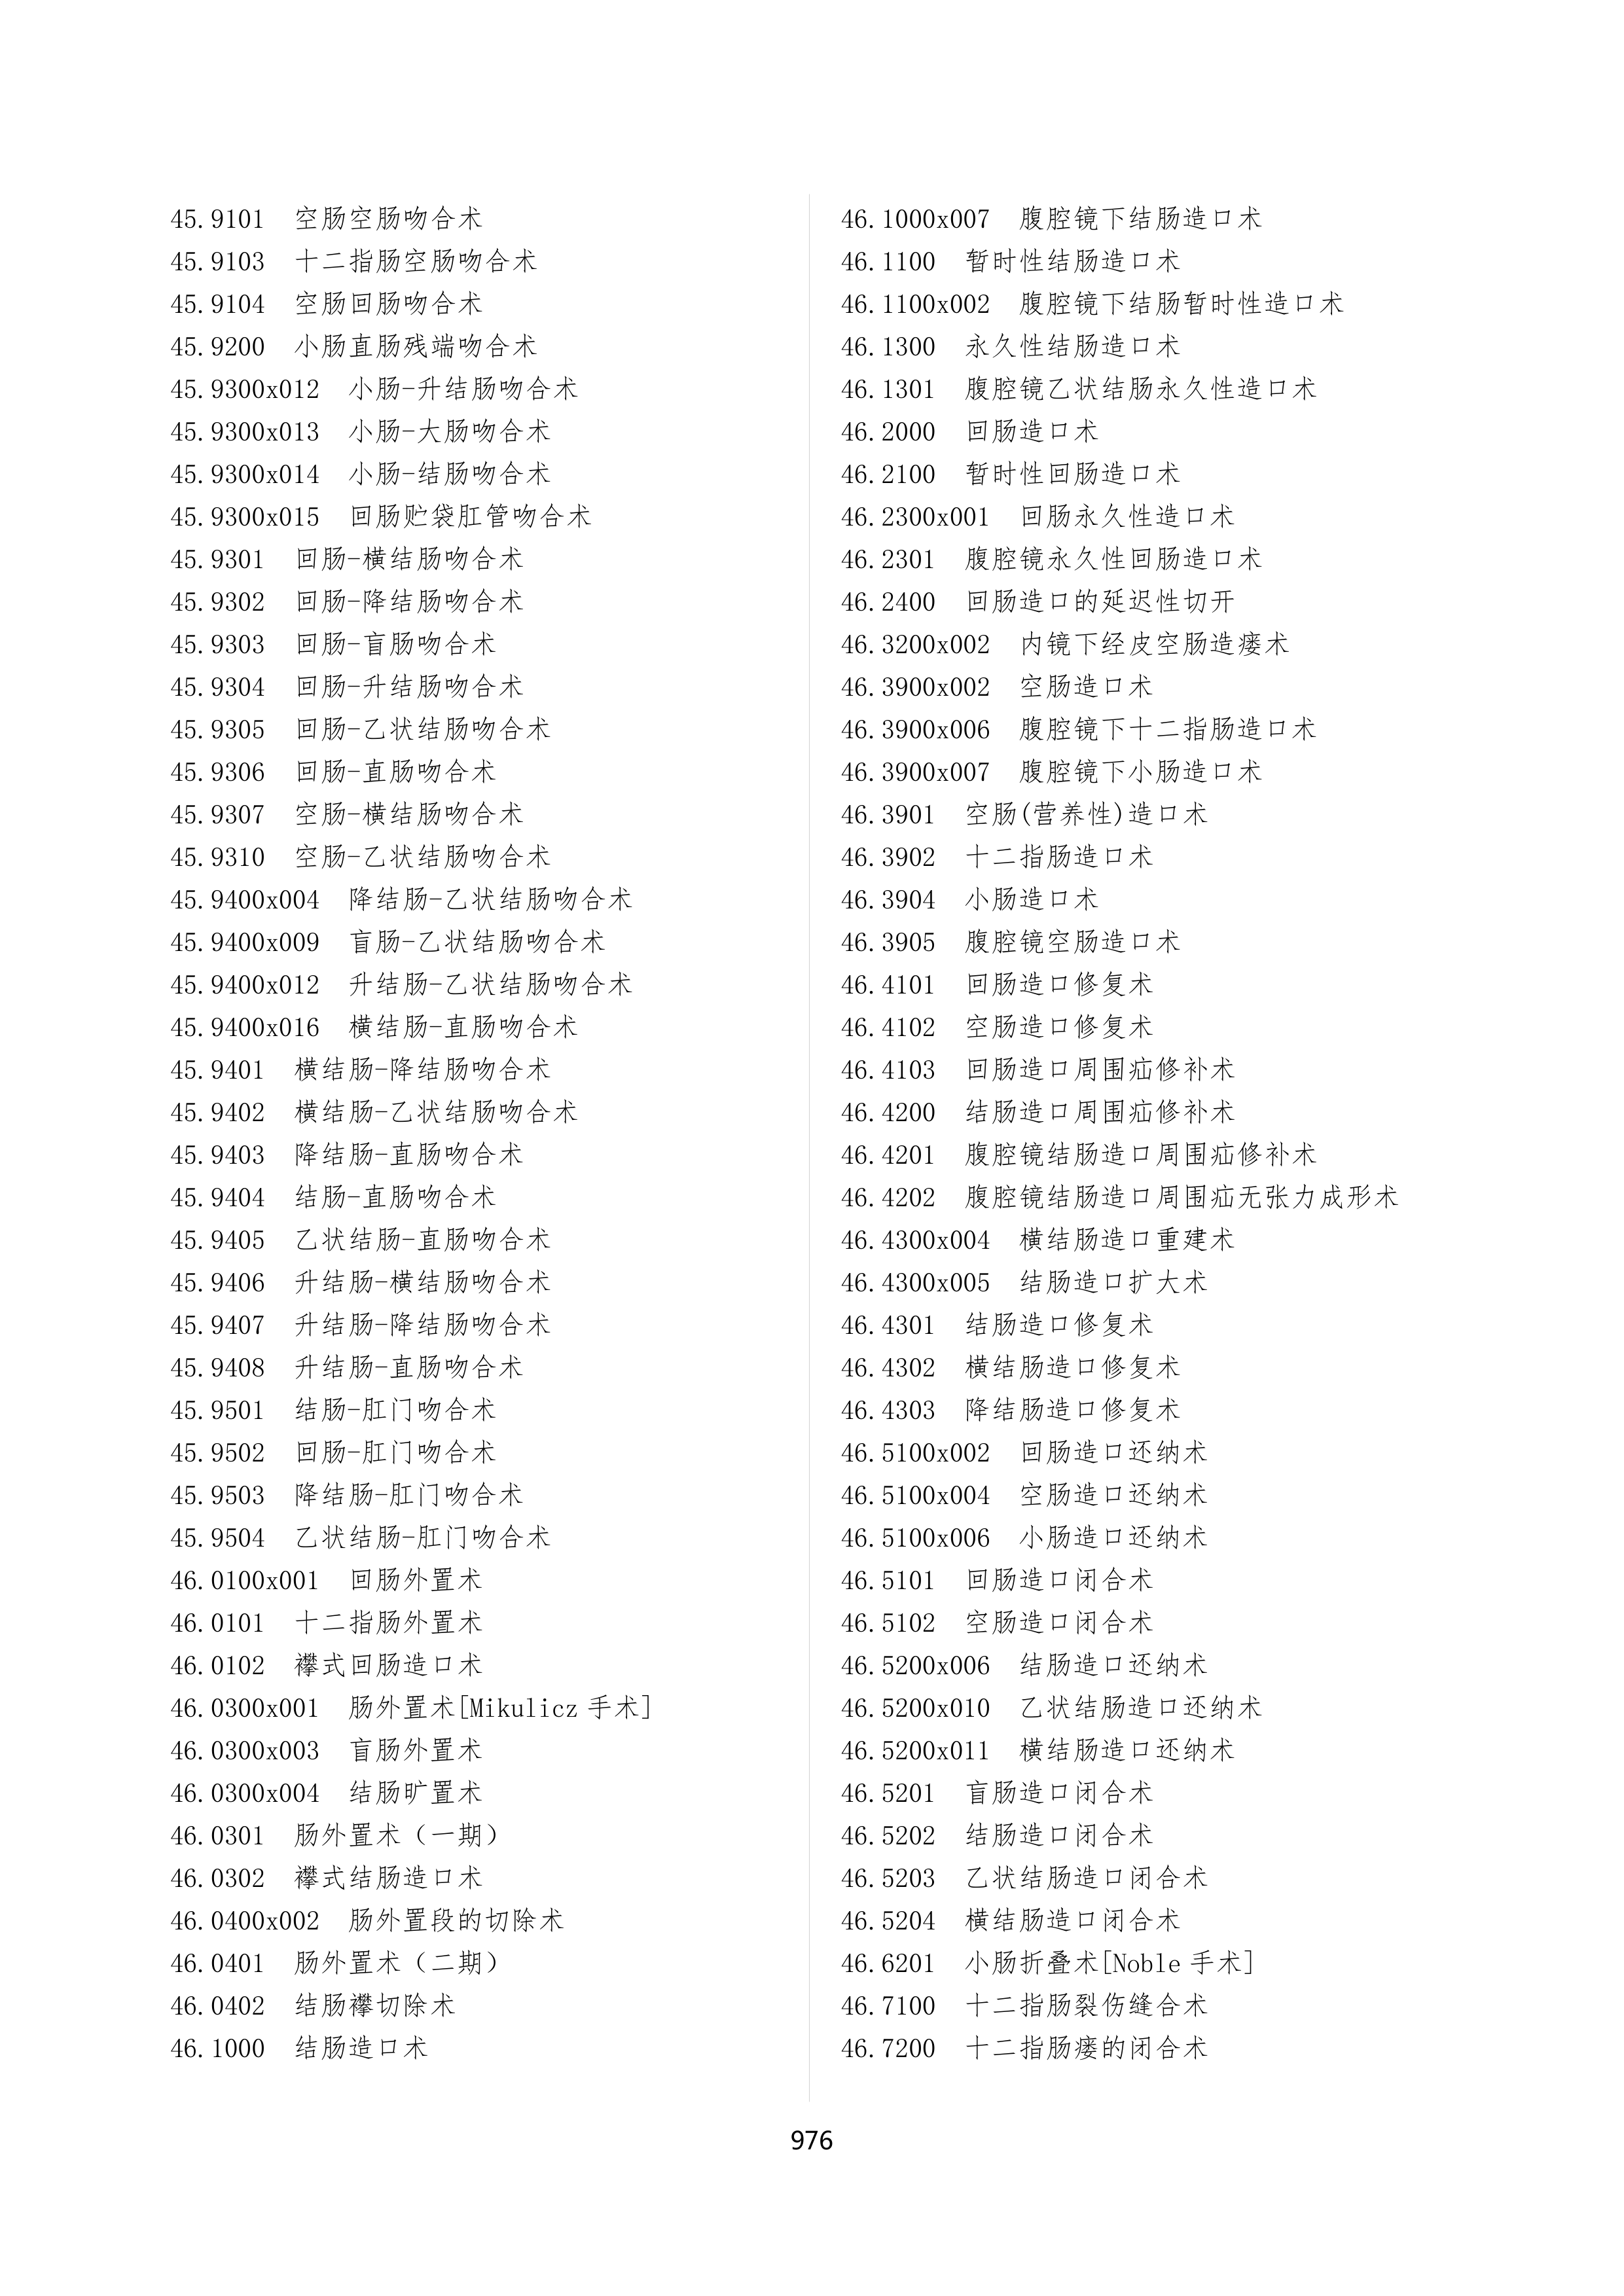 45.9101 空肠空肠吻合术
45.9103 十二指肠空肠吻合术
45.9104 空肠回肠吻合术
45.9200 小肠直肠残端吻合术
45.9300x012 小肠-升结肠吻合术
45.9300x013 小肠-大肠吻合术
45.9300x014 小肠-结肠吻合术
45.9300x015 回肠贮袋肛管吻合术
45.9301 回肠-横结肠吻合术
45.9302 回肠-降结肠吻合术
45.9303 回肠-盲肠吻合术
45.9304 回肠-升结肠吻合术
45.9305 回肠-乙状结肠吻合术
45.9306 回肠-直肠吻合术
45.9307 空肠-横结肠吻合术
45.9310 空肠-乙状结肠吻合术
45.9400x004 降结肠-乙状结肠吻合术
45.9400x009 盲肠-乙状结肠吻合术
45.9400x012 升结肠-乙状结肠吻合术
45.9400x016 横结肠-直肠吻合术
45.9401 横结肠-降结肠吻合术
45.9402 横结肠-乙状结肠吻合术
45.9403 降结肠-直肠吻合术
45.9404 结肠-直肠吻合术
45.9405 乙状结肠-直肠吻合术
45.9406 升结肠-横结肠吻合术
45.9407 升结肠-降结肠吻合术
45.9408 升结肠-直肠吻合术
45.9501 结肠-肛门吻合术
45.9502 回肠-肛门吻合术
45.9503 降结肠-肛门吻合术
45.9504 乙状结肠-肛门吻合术
46.0100x001 回肠外置术
46.0101 十二指肠外置术
46.0102 襻式回肠造口术
46.0300x001 肠外置术[Mikulicz 手术]
46.0300x003 盲肠外置术
46.0300x004 结肠旷置术
46.0301 肠外置术（一期）
46.0302 襻式结肠造口术
46.0400x002 肠外置段的切除术
46.0401 肠外置术（二期）
46.0402 结肠襻切除术
46.1000 结肠造口术
46.1000x007 腹腔镜下结肠造口术
46.1100 暂时性结肠造口术
46.1100x002 腹腔镜下结肠暂时性造口术
46.1300 永久性结肠造口术
46.1301 腹腔镜乙状结肠永久性造口术
46.2000 回肠造口术
46.2100 暂时性回肠造口术
46.2300x001 回肠永久性造口术
46.2301 腹腔镜永久性回肠造口术
46.2400 回肠造口的延迟性切开
46.3200x002 内镜下经皮空肠造瘘术
46.3900x002 空肠造口术
46.3900x006 腹腔镜下十二指肠造口术
46.3900x007 腹腔镜下小肠造口术
46.3901 空肠(营养性)造口术
46.3902 十二指肠造口术
46.3904 小肠造口术
46.3905 腹腔镜空肠造口术
46.4101 回肠造口修复术
46.4102 空肠造口修复术
46.4103 回肠造口周围疝修补术
46.4200 结肠造口周围疝修补术
46.4201 腹腔镜结肠造口周围疝修补术
46.4202 腹腔镜结肠造口周围疝无张力成形术
46.4300x004 横结肠造口重建术
46.4300x005 结肠造口扩大术
46.4301 结肠造口修复术
46.4302 横结肠造口修复术
46.4303 降结肠造口修复术
46.5100x002 回肠造口还纳术
46.5100x004 空肠造口还纳术
46.5100x006 小肠造口还纳术
46.5101 回肠造口闭合术
46.5102 空肠造口闭合术
46.5200x006 结肠造口还纳术
46.5200x010 乙状结肠造口还纳术
46.5200x011 横结肠造口还纳术
46.5201 盲肠造口闭合术
46.5202 结肠造口闭合术
46.5203 乙状结肠造口闭合术
46.5204 横结肠造口闭合术
46.6201 小肠折叠术[Noble 手术]
46.7100 十二指肠裂伤缝合术
46.7200 十二指肠瘘的闭合术
976